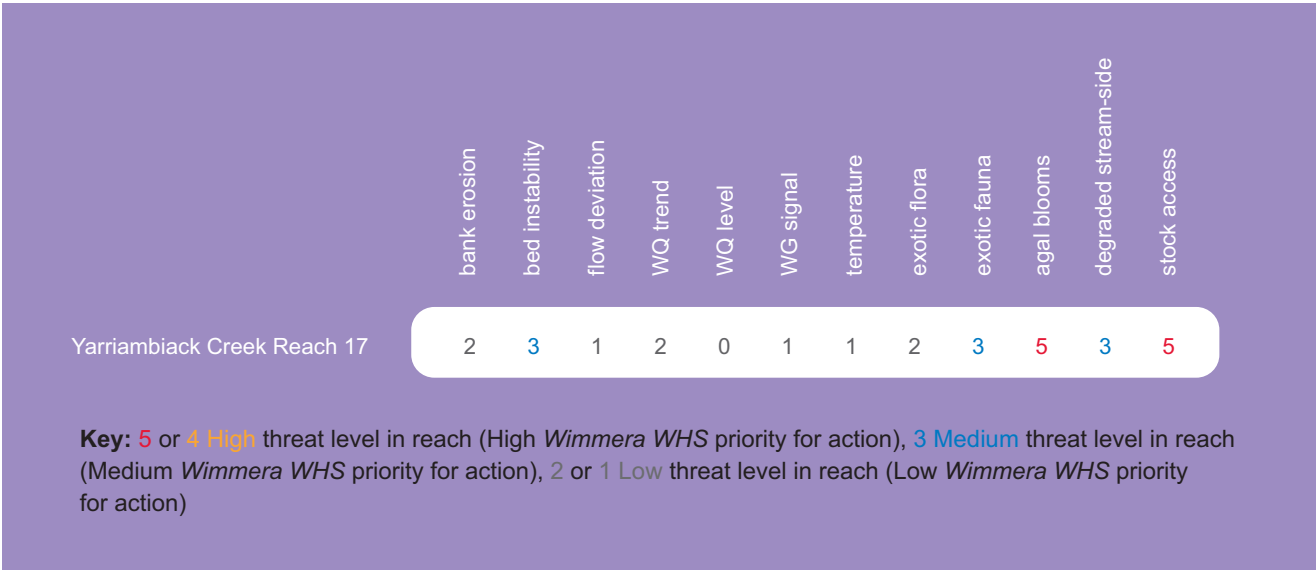 bank erosion
bed instability
flow deviation
WQ trend
WQ level
WG signal
temperature
exotic flora
exotic fauna
agal blooms
degraded stream-side
stock access
Yarriambiack Creek Reach 17 2 3 1 2 0 1 1 2 3 5 3 5
Key: 5 or 4 High threat level in reach (High Wimmera WHS priority for action), 3 Medium threat level in reach
(Medium Wimmera WHS priority for action), 2 or 1 Low threat level in reach (Low Wimmera WHS priority
for action)